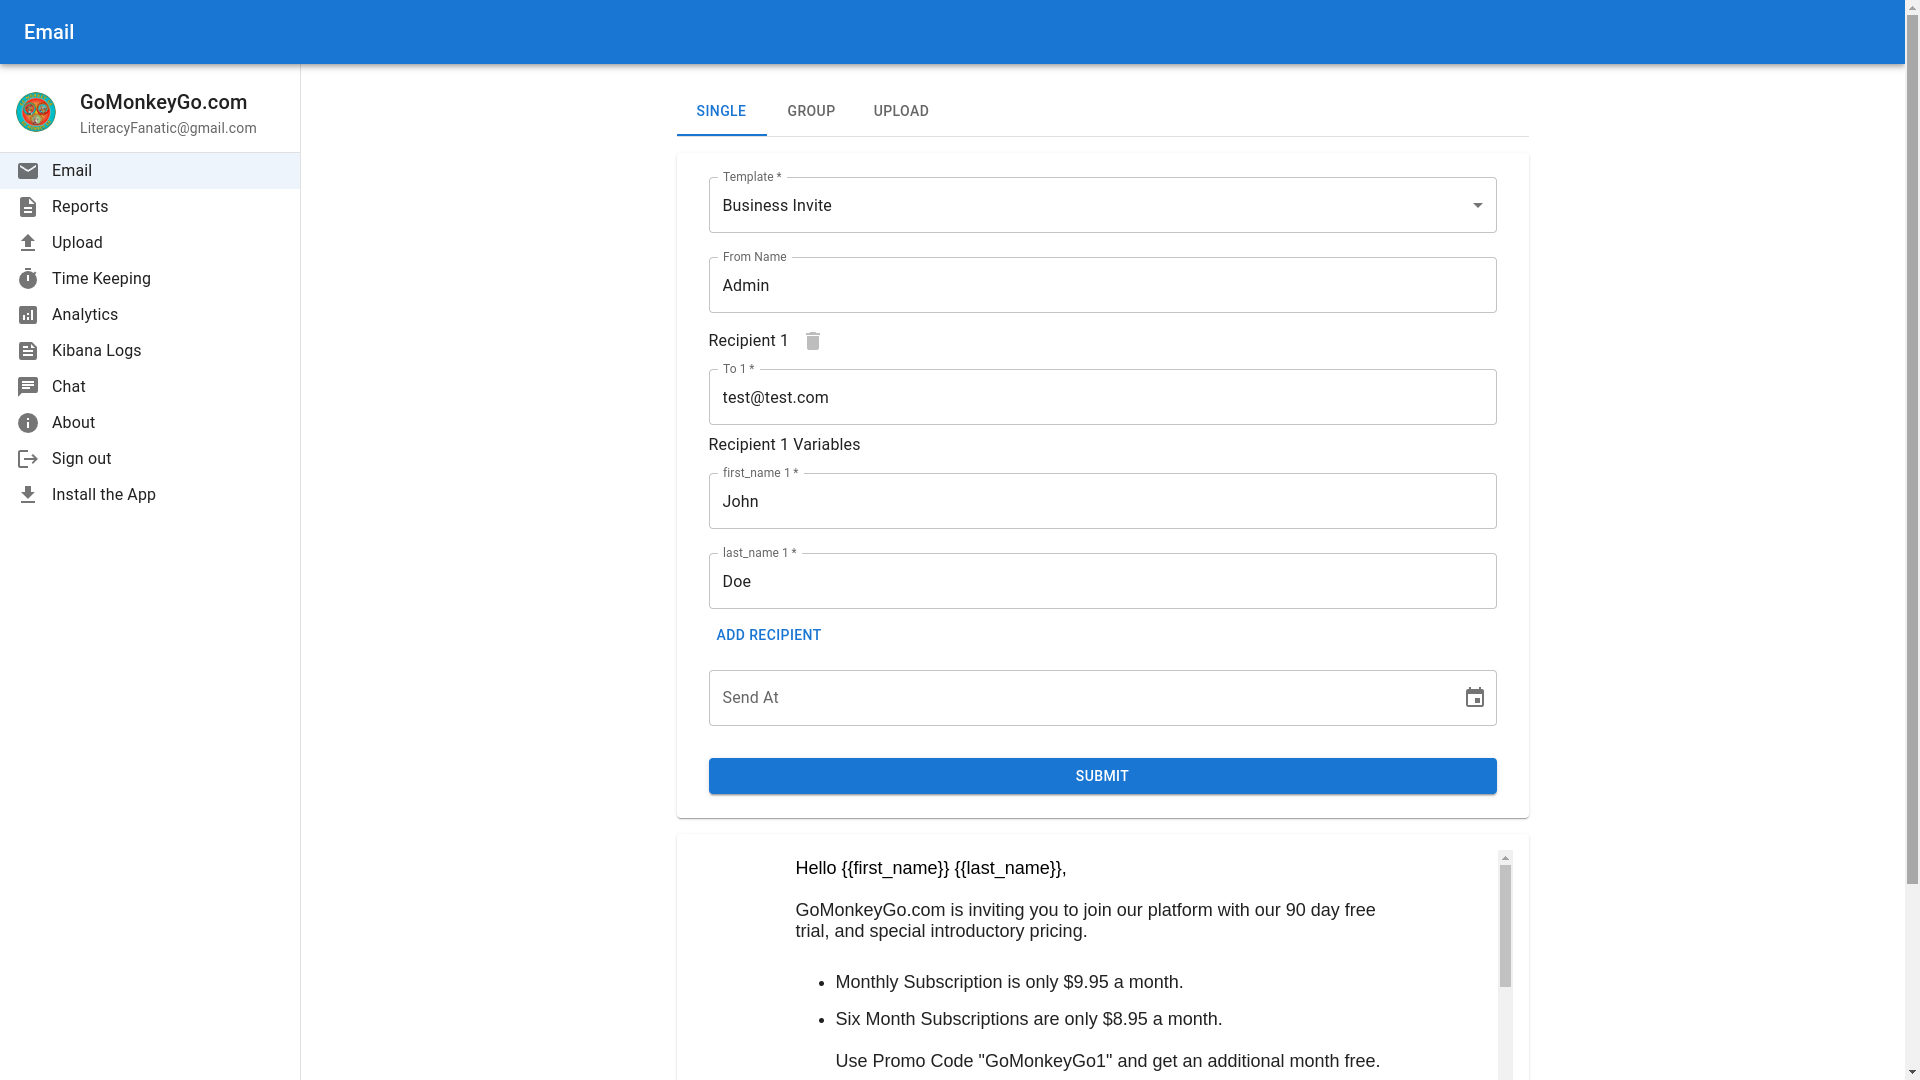 Email
GoMonkeyGo.com
LiteracyFanatic@gmail.com
Email
Reports
Upload
Time Keeping
Analytics
Kibana Logs
Chat
About
Sign out
Install the App
SINGLE GROUP UPLOAD
Template *
Business Invite
From Name
Admin
Recipient 1
To 1 *
test@test.com
Recipient 1 Variables
first_name 1 *
John
last_name 1 *
Doe
ADD RECIPIENT
Send At
SUBMIT
Hello {{first_name}} {{last_name}},
GoMonkeyGo.com is inviting you to join our platform with our 90 day free
trial, and special introductory pricing.
• Monthly Subscription is only $9.95 a month.
• Six Month Subscriptions are only $8.95 a month.
Use Promo Code "GoMonkeyGo1" and get an additional month free.